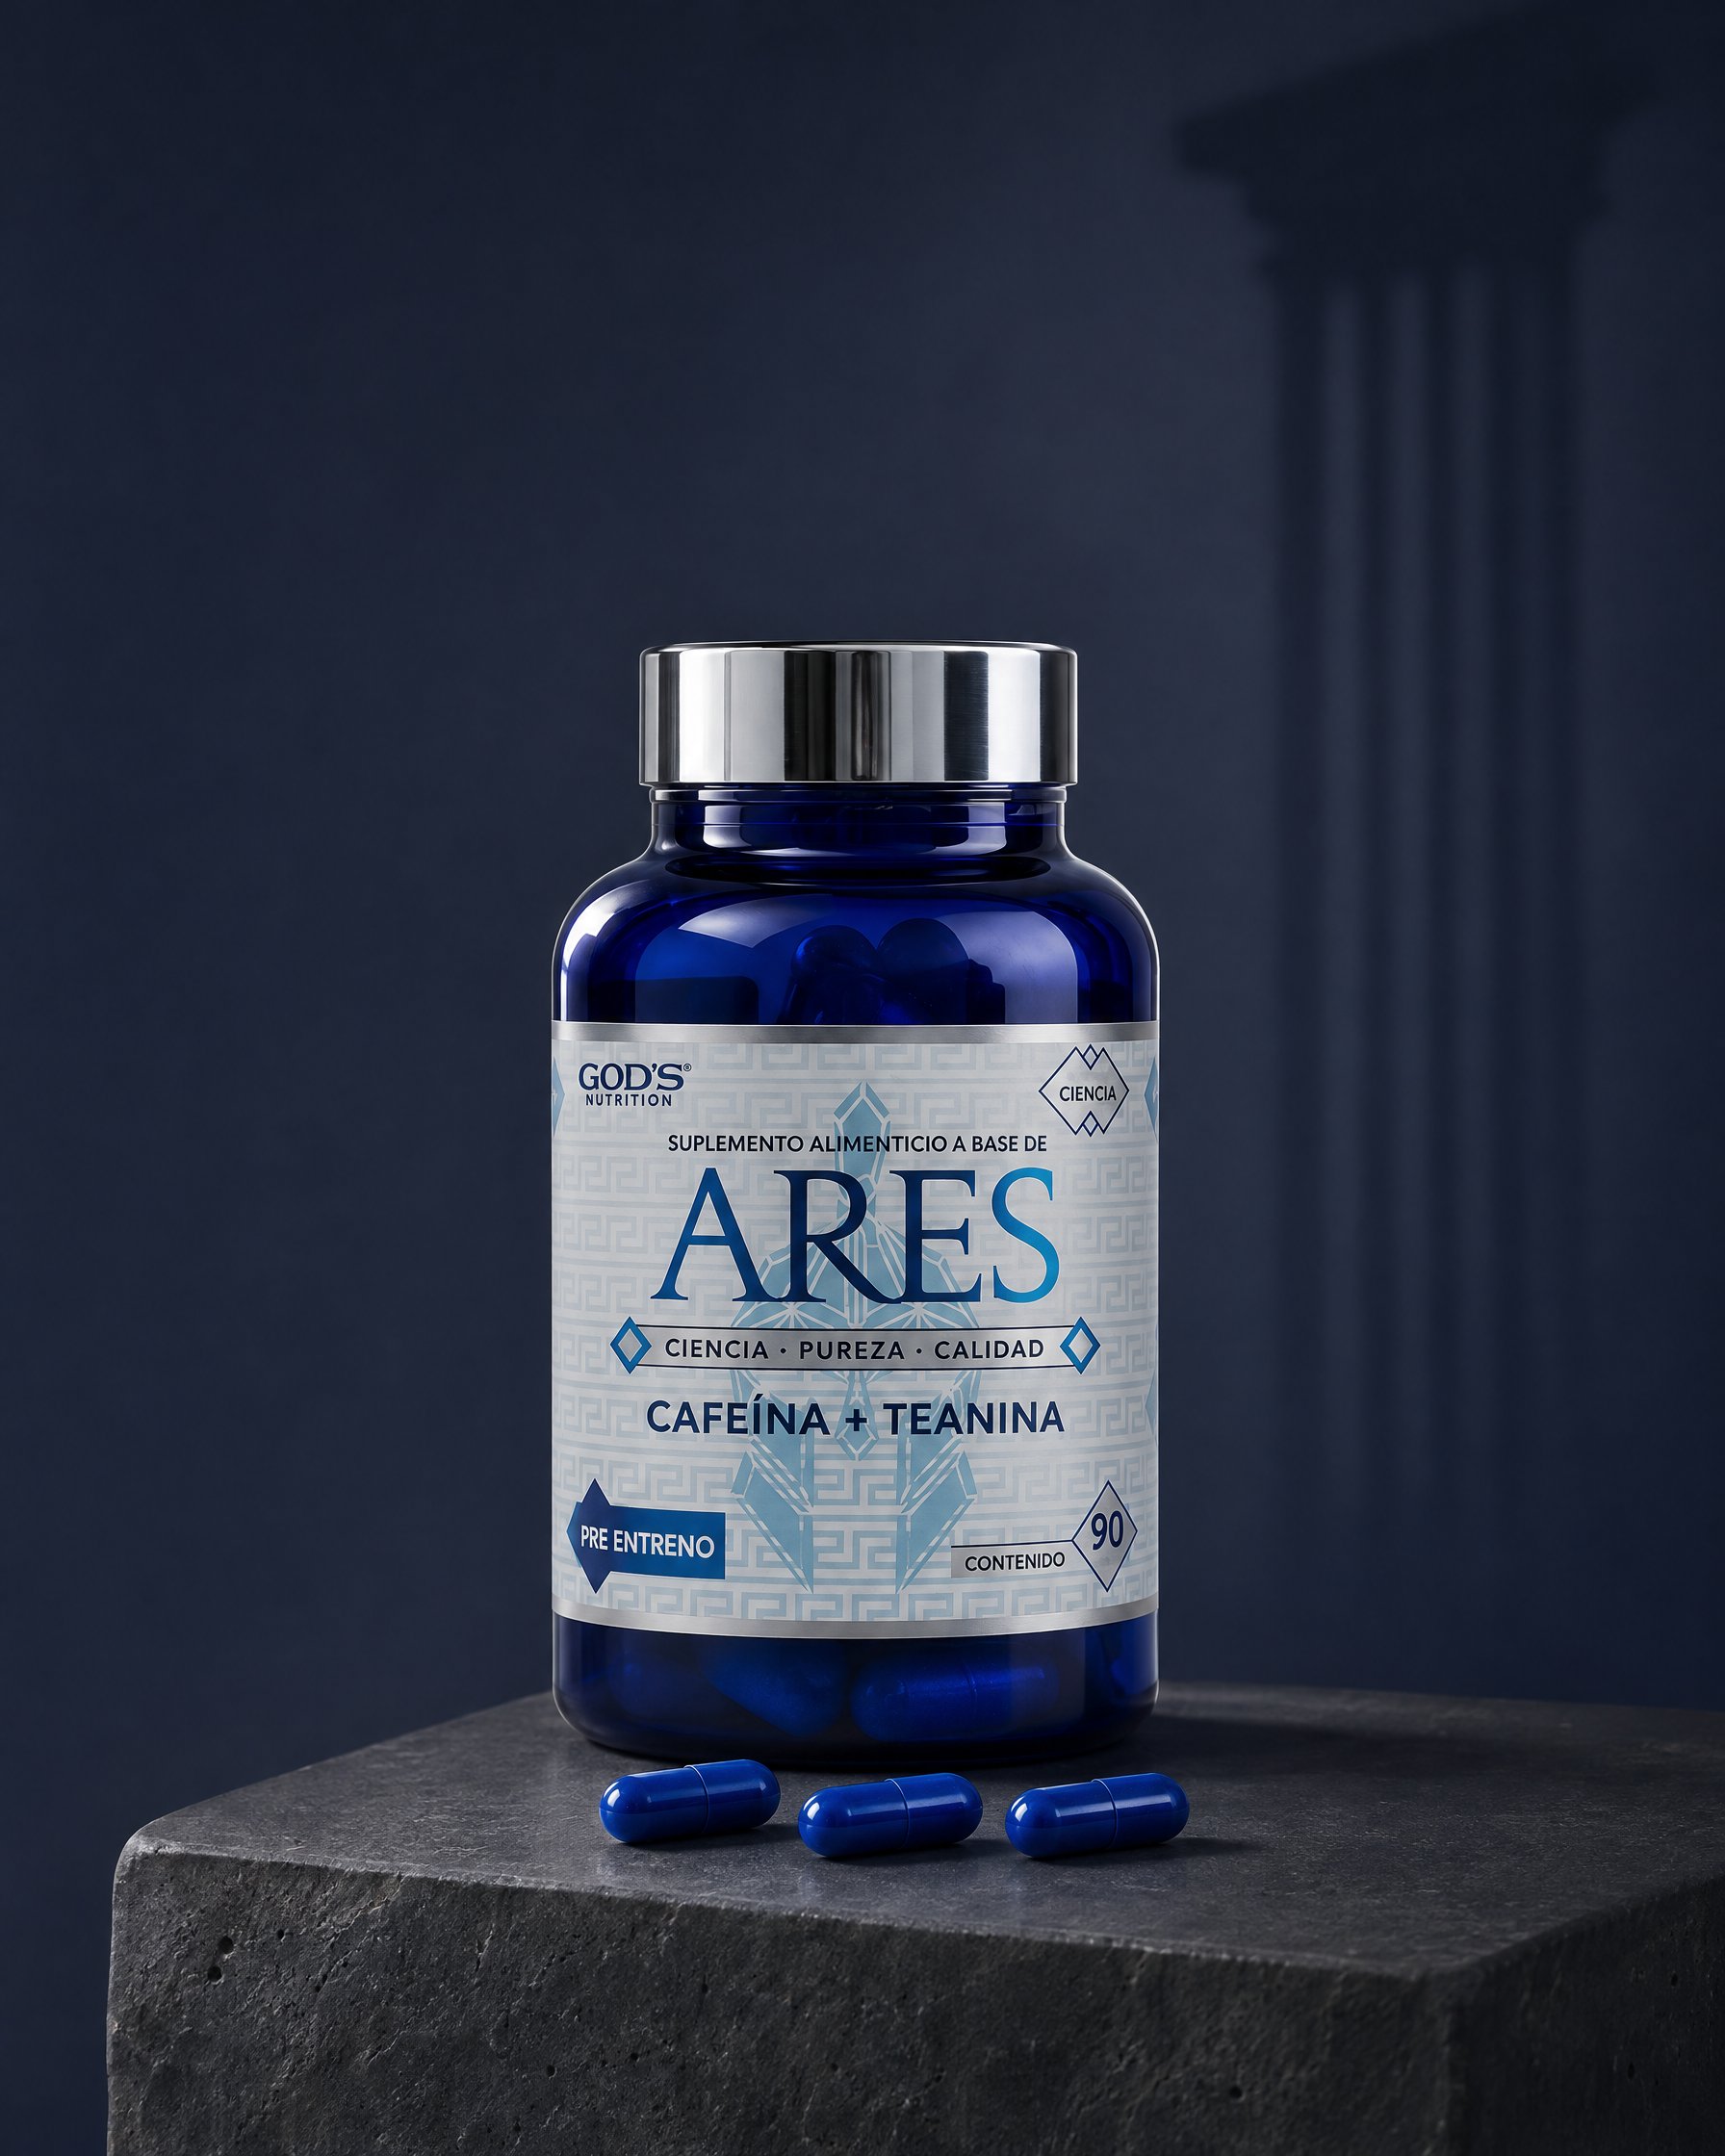 GOD'S®
NUTRITION
CIENCIA
SUPLEMENTO ALIMENTICIO A BASE DE
ARES
CIENCIA · PUREZA · CALIDAD
CAFEÍNA + TEANINA
PRE ENTRENO
CONTENIDO
90